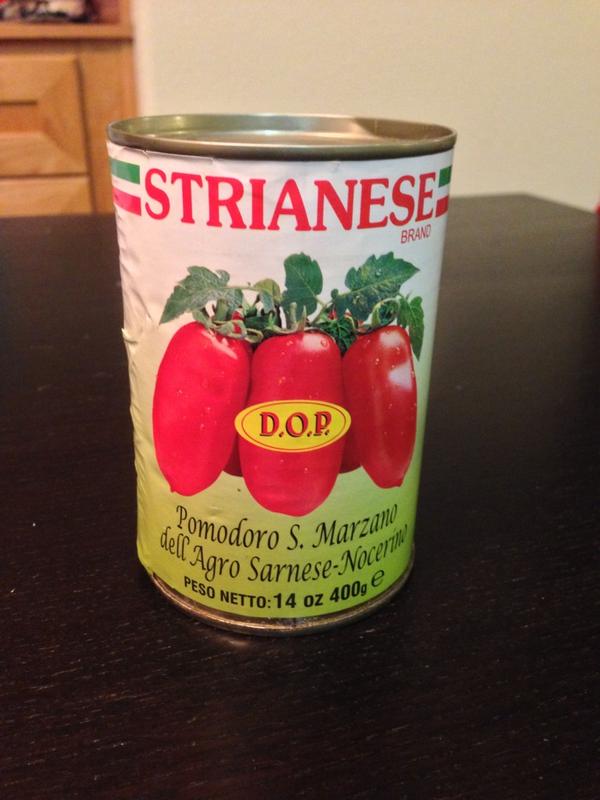 STRIANESE
BRAND
D.O.P.
Pomodoro S. Marzano
dell'Agro Sarnese-Nocerino
PESO NETTO: 14 oz 400g e